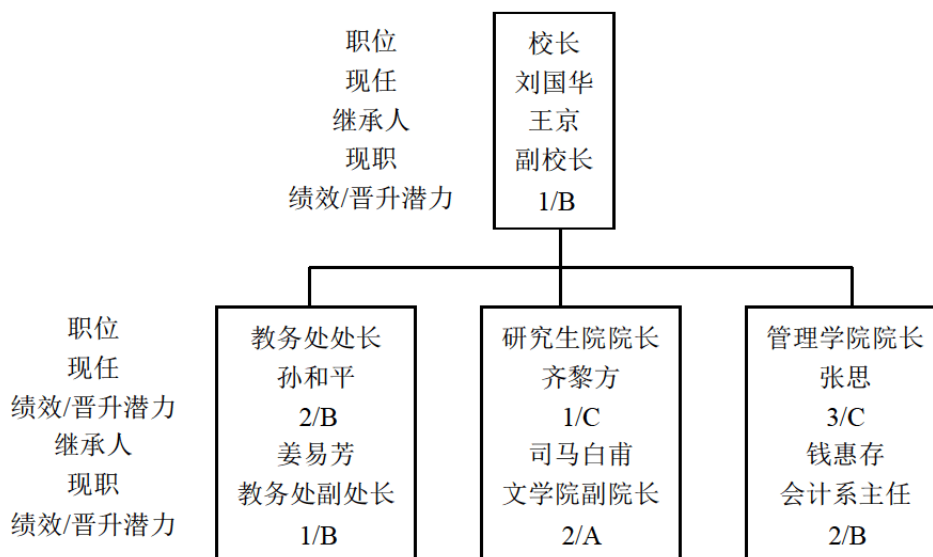 职位 校长
现任 刘国华
继承人 王京
现职 副校长
绩效/晋升潜力 1/B
职位 教务处处长 研究生院院长 管理学院院长
现任 孙和平 齐黎方 张思
绩效/晋升潜力 2/B 1/C 3/C
继承人 姜易芳 司马白甫 钱惠存
现职 教务处副处长 文学院副院长 会计系主任
绩效/晋升潜力 1/B 2/A 2/B